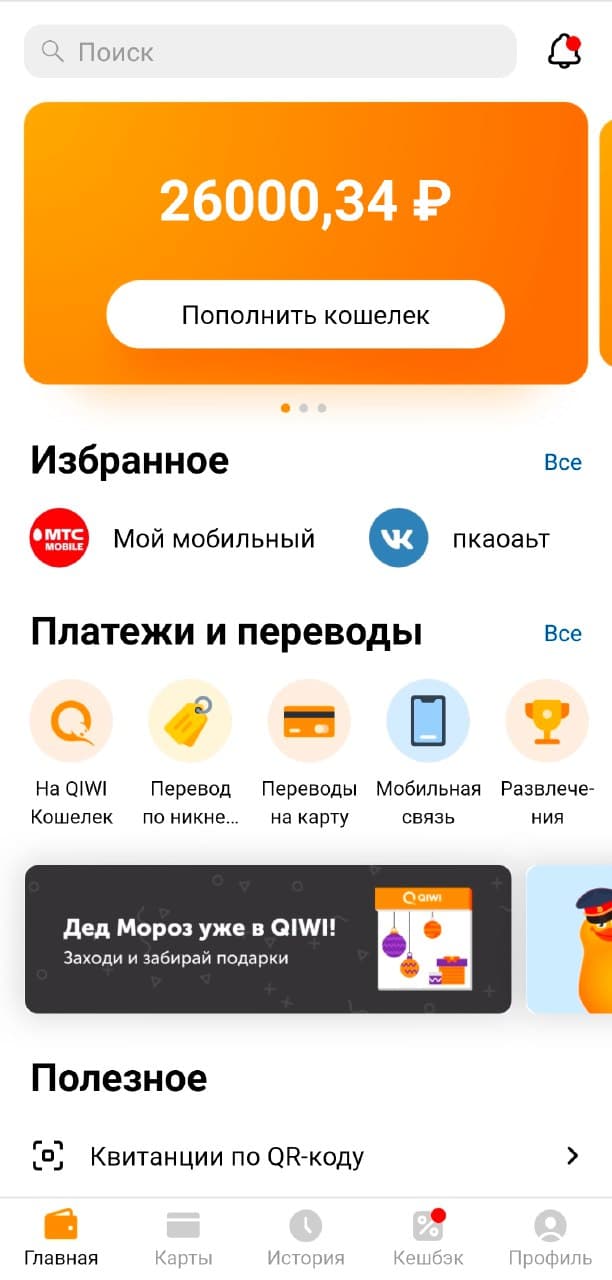 Поиск
26000,34 ₽
Пополнить кошелек
Избранное
Все
МТС
MOBILE
Мой мобильный
пкаоаьт
Платежи и переводы
Все
На QIWI
Кошелек
Перевод
по никне...
Переводы
на карту
Мобильная
связь
Развлече-
ния
Дед Мороз уже в QIWI!
Заходи и забирай подарки
QIWI
Полезное
Квитанции по QR-коду
Главная
Карты
История
Кешбэк
Профиль